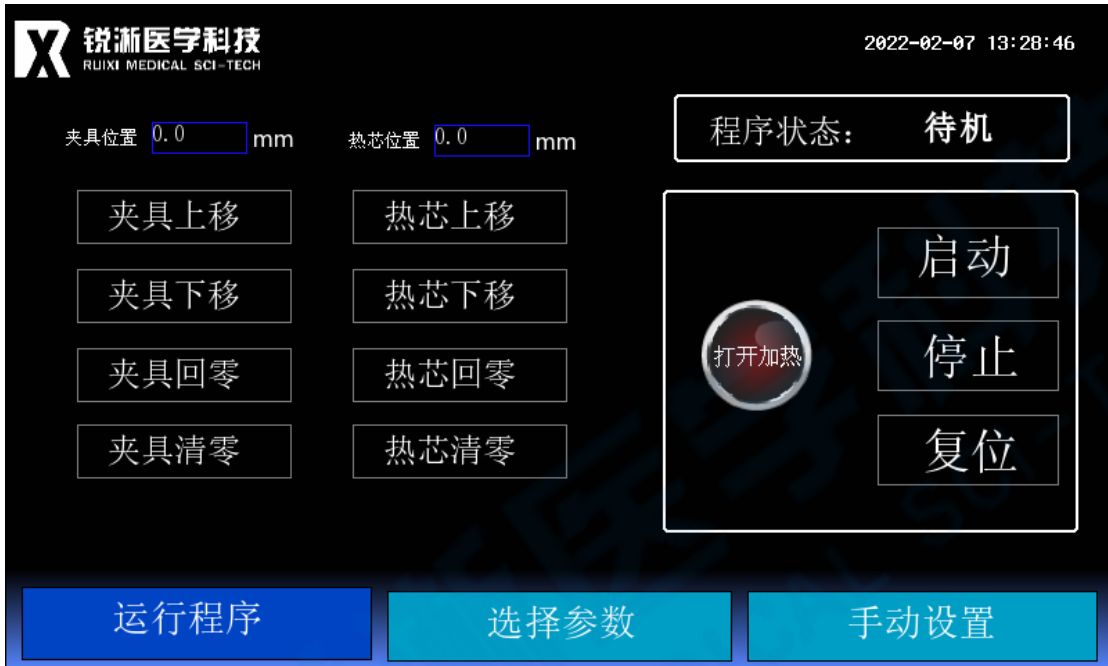 锐浙医学科技
RUIXI MEDICAL SCI-TECH
2022-02-07 13:28:46
夹具位置 0.0 mm 热芯位置 0.0 mm
程序状态： 待机
夹具上移 热芯上移
夹具下移 热芯下移
夹具回零 热芯回零
夹具清零 热芯清零
打开加热
启动
停止
复位
运行程序 选择参数 手动设置